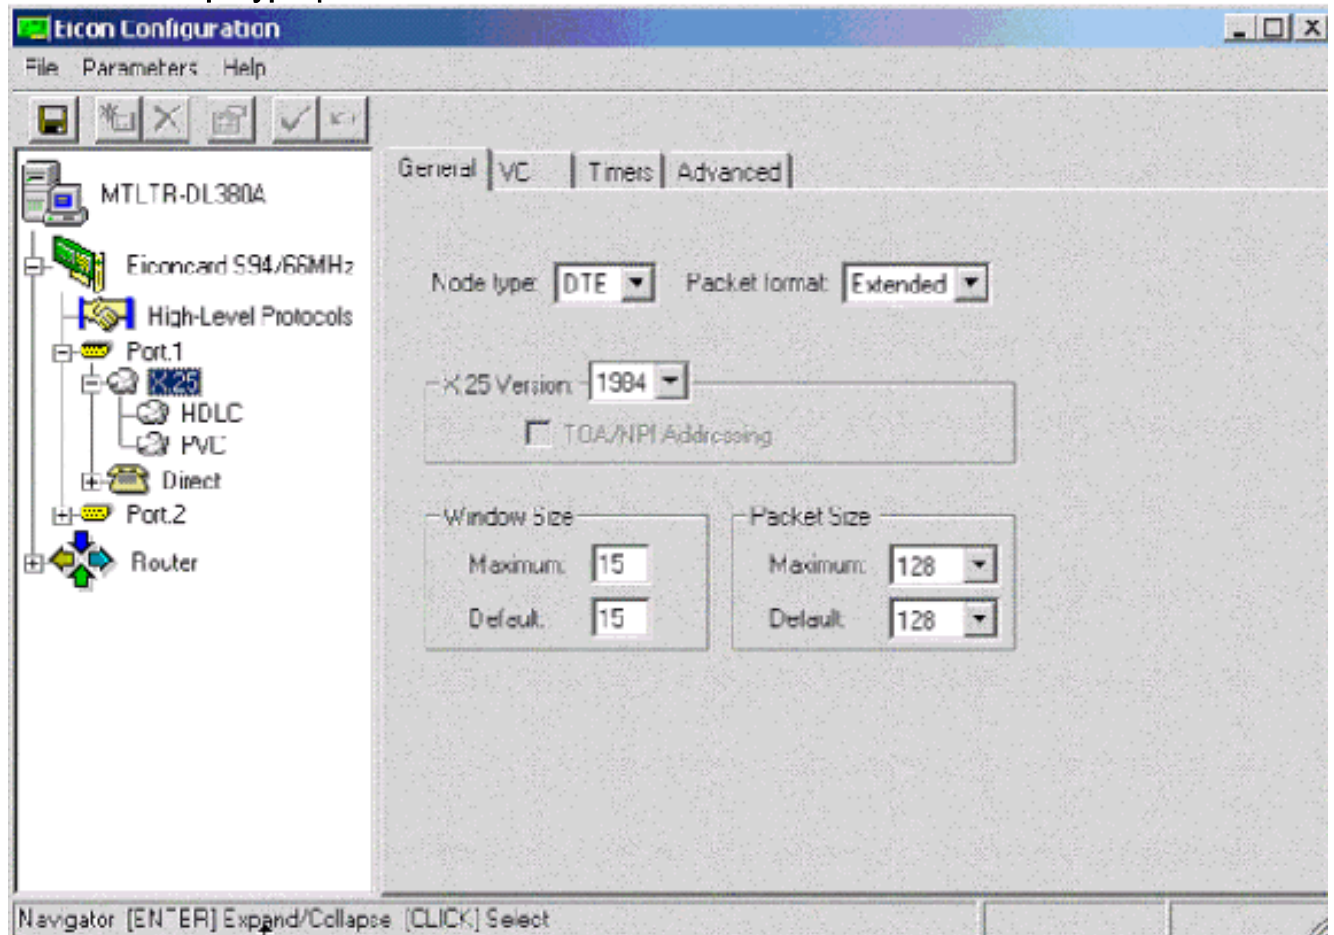 Eicon Configuration
File Parameters Help
MTLTR-DL380A
Eiconcard S94/66MHz
High-Level Protocols
Port.1
X.25
HDLC
PVC
Direct
Port.2
Router
General VC Timers Advanced
Node type: DTE Packet format: Extended
X.25 Version: 1984
TOA/NPI Addressing
Window Size
Maximum: 15
Default: 15
Packet Size
Maximum: 128
Default: 128
Navigator [ENTER] Expand/Collapse [CLICK] Select